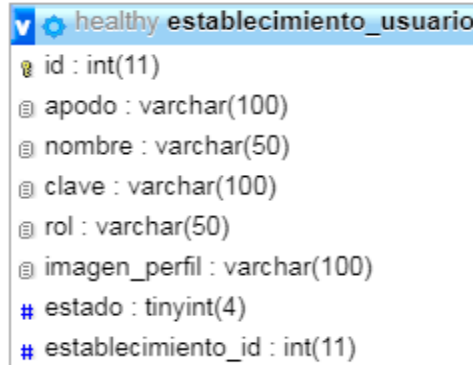 v healthy establecimiento_usuario
id : int(11)
apodo : varchar(100)
nombre : varchar(50)
clave : varchar(100)
rol : varchar(50)
imagen_perfil : varchar(100)
# estado : tinyint(4)
# establecimiento_id : int(11)